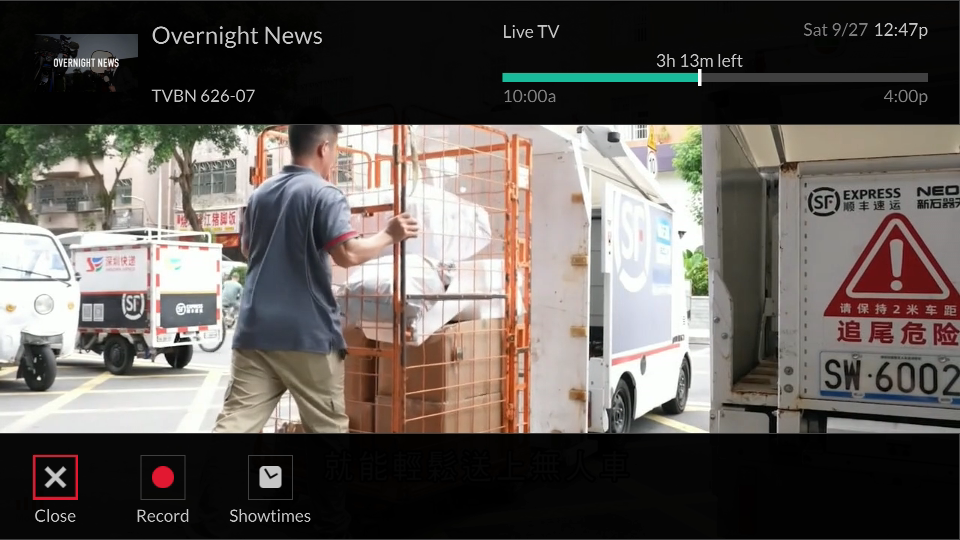 OVERNIGHT NEWS
Overnight News
TVBN 626-07
Live TV
Sat 9/27 12:47p
3h 13m left
10:00a
4:00p
深圳快递
SF
SF
SF
SF EXPRESS
顺丰速运
NEO
新石器
请保持2米车距
追尾危险
SW·6002
就能輕鬆送上無人車
Close
Record
Showtimes